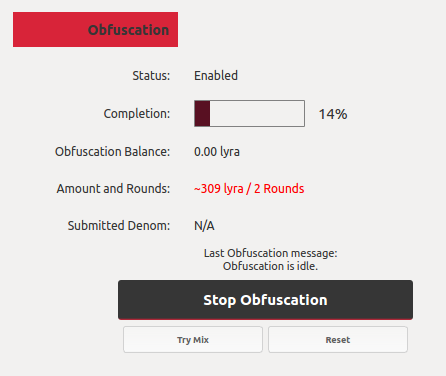 Obfuscation
Status: Enabled
Completion: 14%
Obfuscation Balance: 0.00 lyra
Amount and Rounds: ~309 lyra / 2 Rounds
Submitted Denom: N/A
Last Obfuscation message:
Obfuscation is idle.
Stop Obfuscation
Try Mix Reset